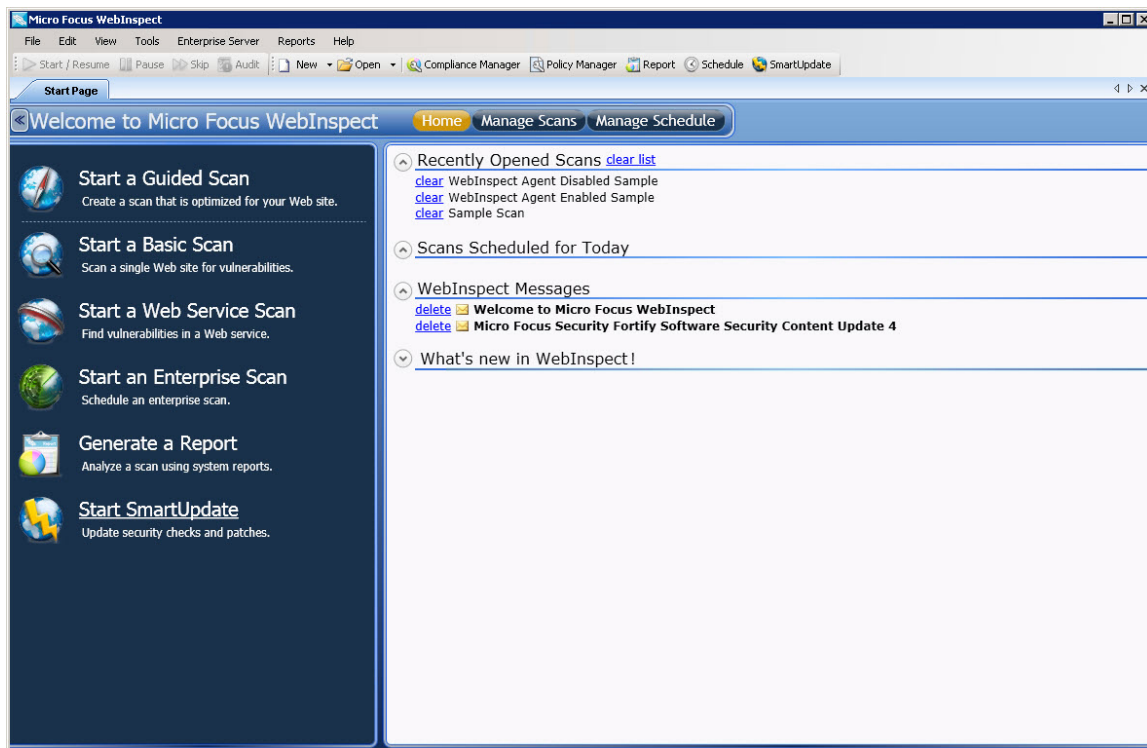 Micro Focus WebInspect
File Edit View Tools Enterprise Server Reports Help
Start / Resume Pause Skip Audit New Open Compliance Manager Policy Manager Report Schedule SmartUpdate
Start Page
Welcome to Micro Focus WebInspect Home Manage Scans Manage Schedule
Start a Guided Scan
Create a scan that is optimized for your Web site.
Start a Basic Scan
Scan a single Web site for vulnerabilities.
Start a Web Service Scan
Find vulnerabilities in a Web service.
Start an Enterprise Scan
Schedule an enterprise scan.
Generate a Report
Analyze a scan using system reports.
Start SmartUpdate
Update security checks and patches.
Recently Opened Scans clear list
clear WebInspect Agent Disabled Sample
clear WebInspect Agent Enabled Sample
clear Sample Scan
Scans Scheduled for Today
WebInspect Messages
delete Welcome to Micro Focus WebInspect
delete Micro Focus Security Fortify Software Security Content Update 4
What's new in WebInspect!